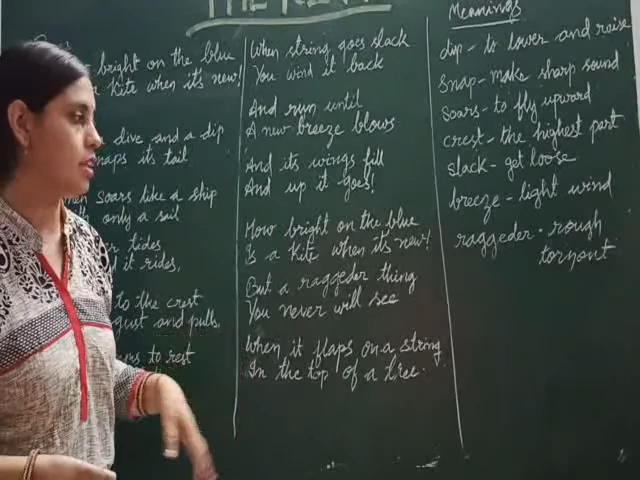 THE KITE
bright on the blue
Kite when it's new!
dive and a dip
snaps its tail
soars like a ship
only a sail
tides
it rides,
to the crest
gust and pulls,
to rest
When string goes slack
You wind it back
And run until
A new breeze blows
And its wings fill
And up it goes!
How bright on the blue
Is a Kite when it's new!
But a raggeder thing
You never will see
When it flaps on a string
In the top of a tree.
Meanings
dip - to lower and raise
snap - make sharp sound
soars - to fly upward
crest - the highest part
slack - get loose
breeze - light wind
raggeder - rough